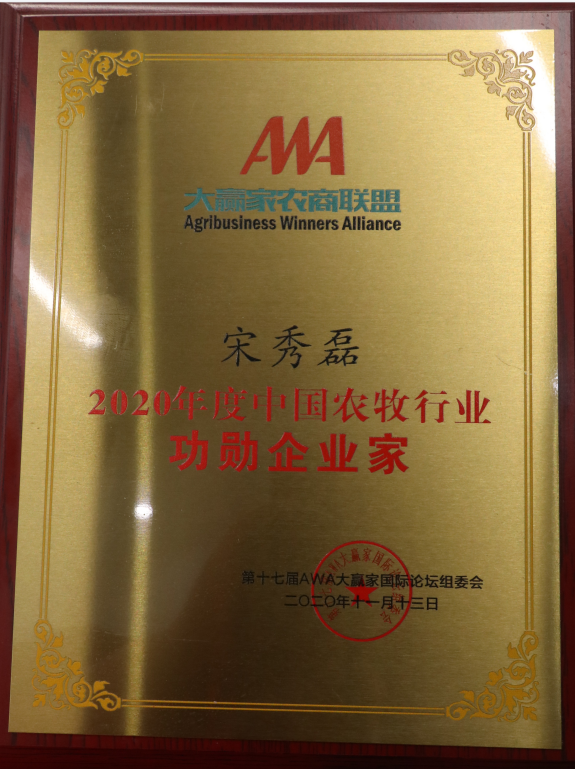 AWA
大赢家农商联盟
Agribusiness Winners Alliance
宋秀磊
2020年度中国农牧行业
功勋企业家
第十七届AWA大赢家国际论坛组委会
二〇二〇年十一月十三日